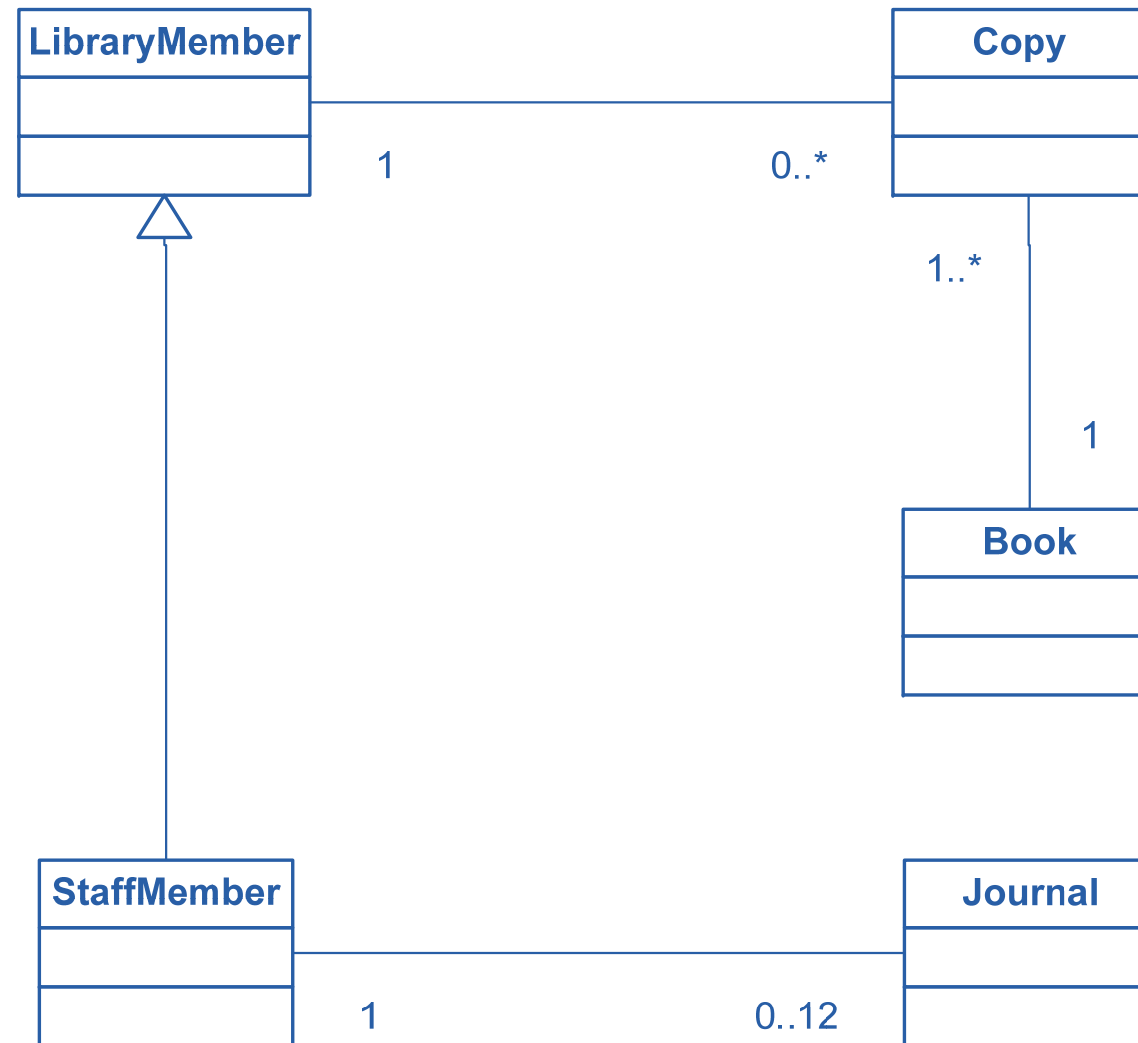 LibraryMember
Copy
1
0..*
1..*
1
Book
StaffMember
Journal
1
0..12